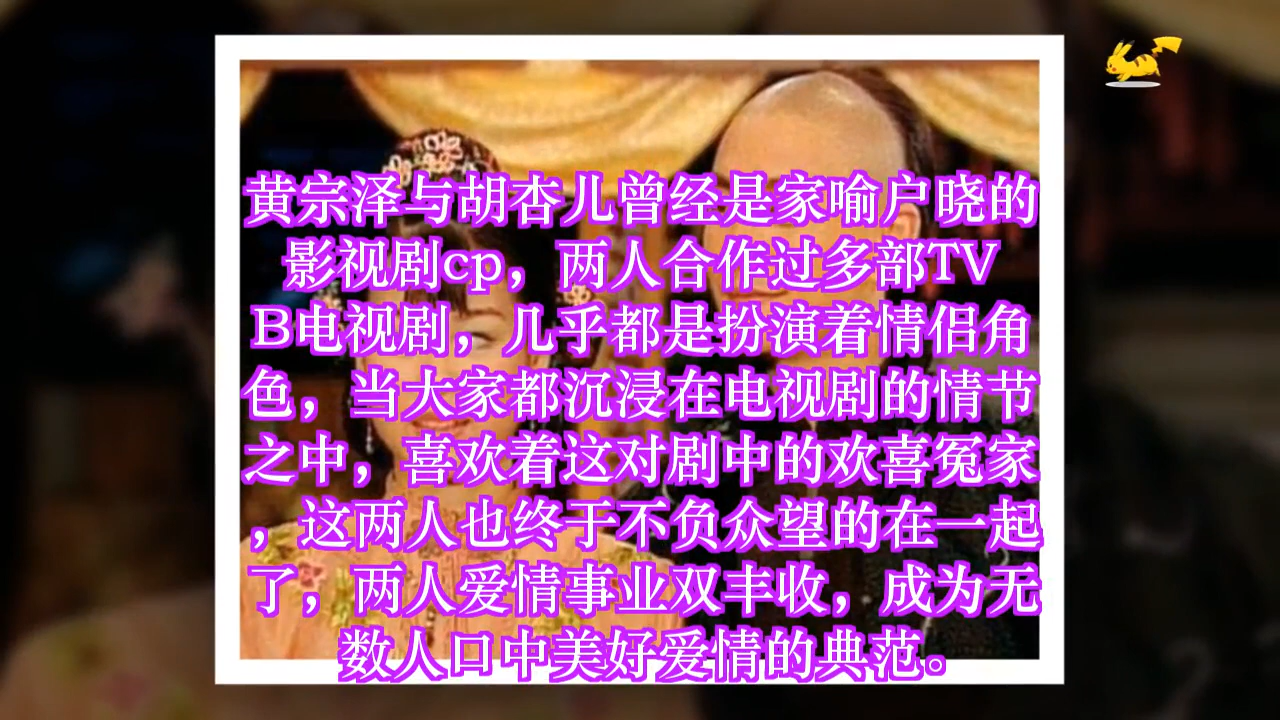 黄宗泽与胡杏儿曾经是家喻户晓的
影视剧cp，两人合作过多部TV
B电视剧，几乎都是扮演着情侣角
色，当大家都沉浸在电视剧的情节
之中，喜欢着这对剧中的欢喜冤家
，这两人也终于不负众望的在一起
了，两人爱情事业双丰收，成为无
数人口中美好爱情的典范。